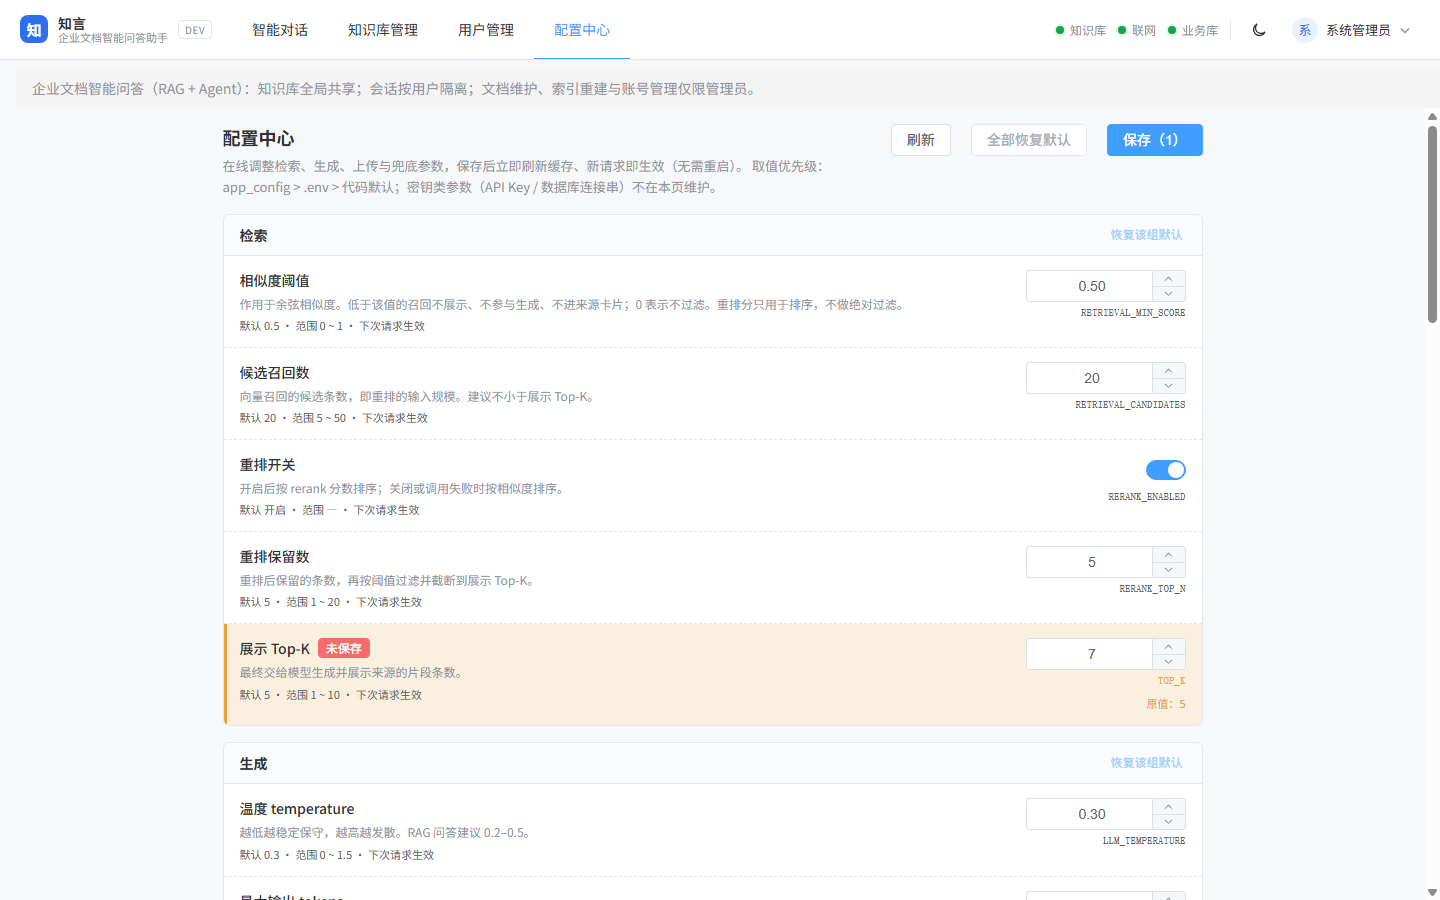 知
知言
企业文档智能问答助手
DEV
智能对话
知识库管理
用户管理
配置中心
知识库
联网
业务库
系
系统管理员
企业文档智能问答（RAG + Agent）：知识库全局共享；会话按用户隔离；文档维护、索引重建与账号管理仅限管理员。
配置中心
在线调整检索、生成、上传与兜底参数，保存后立即刷新缓存、新请求即生效（无需重启）。 取值优先级：
app_config > .env > 代码默认；密钥类参数（API Key / 数据库连接串）不在本页维护。
刷新
全部恢复默认
保存（1）
检索
恢复该组默认
相似度阈值
作用于余弦相似度。低于该值的召回不展示、不参与生成、不进来源卡片；0 表示不过滤。重排分只用于排序，不做绝对过滤。
默认 0.5 · 范围 0 ~ 1 · 下次请求生效
0.50
RETRIEVAL_MIN_SCORE
候选召回数
向量召回的候选条数，即重排的输入规模。建议不小于展示 Top-K。
默认 20 · 范围 5 ~ 50 · 下次请求生效
20
RETRIEVAL_CANDIDATES
重排开关
开启后按 rerank 分数排序；关闭或调用失败时按相似度排序。
默认 开启 · 范围 — · 下次请求生效
RERANK_ENABLED
重排保留数
重排后保留的条数，再按阈值过滤并截断到展示 Top-K。
默认 5 · 范围 1 ~ 20 · 下次请求生效
5
RERANK_TOP_N
展示 Top-K
未保存
最终交给模型生成并展示来源的片段条数。
默认 5 · 范围 1 ~ 10 · 下次请求生效
7
TOP_K
原值：5
生成
恢复该组默认
温度 temperature
越低越稳定保守，越高越发散。RAG 问答建议 0.2–0.5。
默认 0.3 · 范围 0 ~ 1.5 · 下次请求生效
0.30
LLM_TEMPERATURE
最大输出 tokens